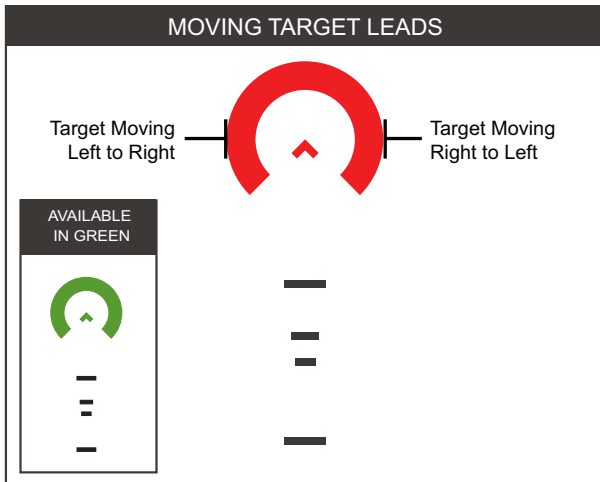 MOVING TARGET LEADS
Target Moving
Left to Right
Target Moving
Right to Left
AVAILABLE
IN GREEN